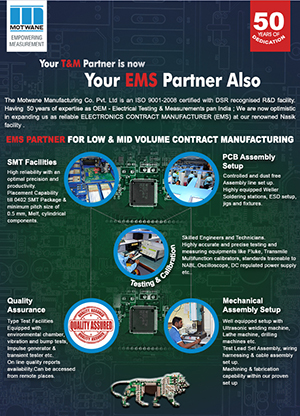 MOTWANE
EMPOWERING
MEASUREMENT
50
YEARS OF
DEDICATION
Your T&M Partner is now
Your EMS Partner Also
The Motwane Manufacturing Co. Pvt. Ltd is an ISO 9001-2008 certified with DSR recognised R&D facility.
Having 50 years of expertise as OEM - Electrical Testing & Measurements pan India ; We are now optimistic
in expanding us as reliable ELECTRONICS CONTRACT MANUFACTURER (EMS) at our renowned Nasik
facility .
EMS PARTNER FOR LOW & MID VOLUME CONTRACT MANUFACTURING
SMT Facilities
High reliability with an
optimal precision and
productivity.
Placement Capability
till 0402 SMT Package &
minimum pitch size of
0.5 mm, Melf, cylindrical
components.
PCB Assembly
Setup
Controlled and dust free
Assembly line set up.
Highly equipped Weller
Soldering stations, ESD setup,
jigs and fixtures.
Testing & Calibration
Skilled Engineers and Technicians.
Highly accurate and precise testing and
measuring equipments like Fluke, Transmile
Multifunction calibrators, standards traceable to
NABL, Oscilloscope, DC regulated power supply
etc.
Quality
Assurance
Type Test Facilities
Equipped with
environmental chamber,
vibration and bump tests,
Impulse generator &
transient tester etc.
On line quality reports
availability.Can be accessed
from remote places.
QUALITY ASSURED
Mechanical
Assembly Setup
Well equipped setup with
Ultrasonic welding machine,
Lathe machine, drilling
machines etc.
Test Lead Set Assembly, wiring
harnessing & cable assembly
set up.
Machining & fabrication
capability within our proven
set up